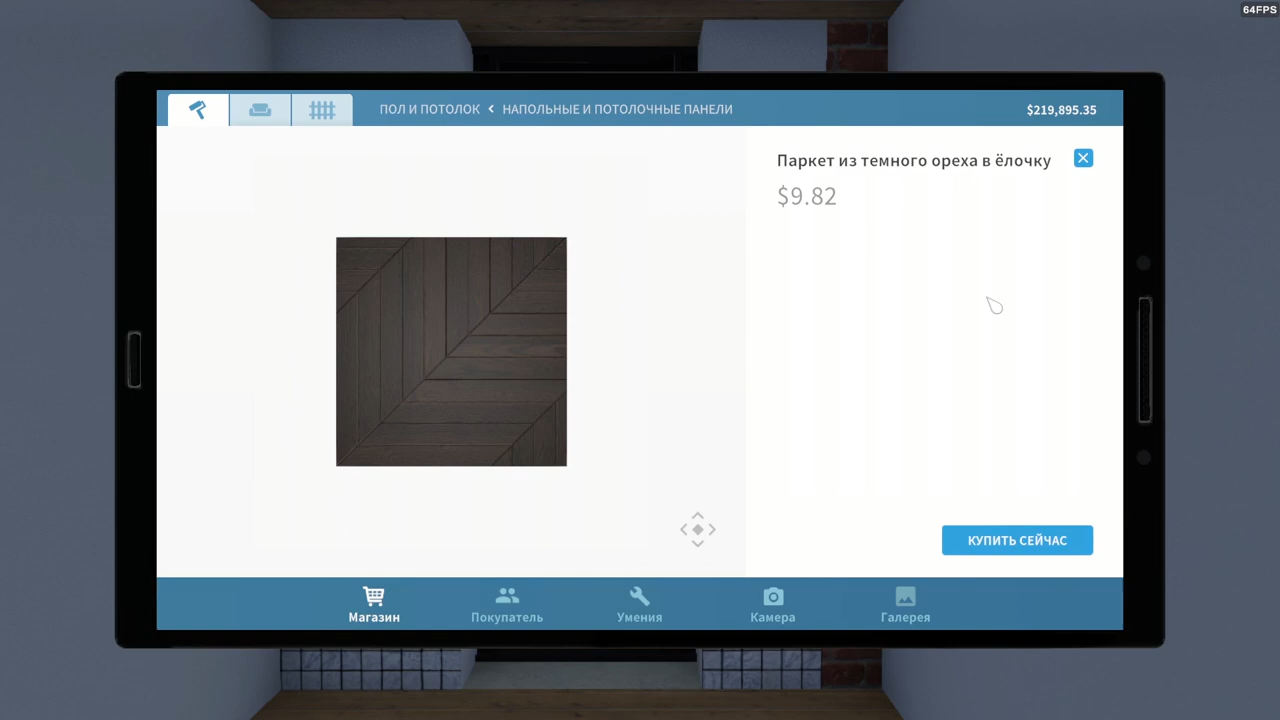 64FPS
ПОЛ И ПОТОЛОК < НАПОЛЬНЫЕ И ПОТОЛОЧНЫЕ ПАНЕЛИ
$219,895.35
Паркет из темного ореха в ёлочку
$9.82
КУПИТЬ СЕЙЧАС
Магазин
Покупатель
Умения
Камера
Галерея